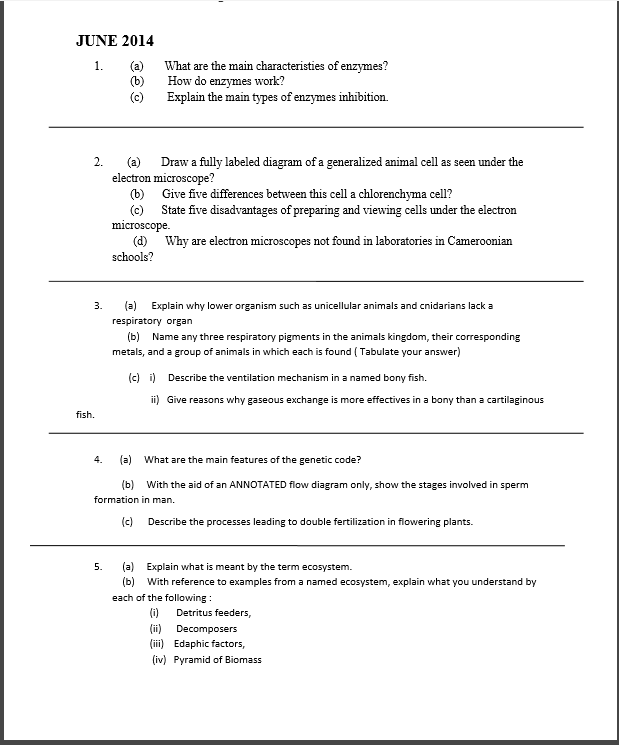 JUNE 2014
1. (a) What are the main characteristies of enzymes?
(b) How do enzymes work?
(c) Explain the main types of enzymes inhibition.
2. (a) Draw a fully labeled diagram of a generalized animal cell as seen under the
electron microscope?
(b) Give five differences between this cell a chlorenchyma cell?
(c) State five disadvantages of preparing and viewing cells under the electron
microscope.
(d) Why are electron microscopes not found in laboratories in Cameroonian
schools?
3. (a) Explain why lower organism such as unicellular animals and cnidarians lack a
respiratory organ
(b) Name any three respiratory pigments in the animals kingdom, their corresponding
metals, and a group of animals in which each is found ( Tabulate your answer)
(c) i) Describe the ventilation mechanism in a named bony fish.
ii) Give reasons why gaseous exchange is more effectives in a bony than a cartilaginous
fish.
4. (a) What are the main features of the genetic code?
(b) With the aid of an ANNOTATED flow diagram only, show the stages involved in sperm
formation in man.
(c) Describe the processes leading to double fertilization in flowering plants.
5. (a) Explain what is meant by the term ecosystem.
(b) With reference to examples from a named ecosystem, explain what you understand by
each of the following :
(i) Detritus feeders,
(ii) Decomposers
(iii) Edaphic factors,
(iv) Pyramid of Biomass